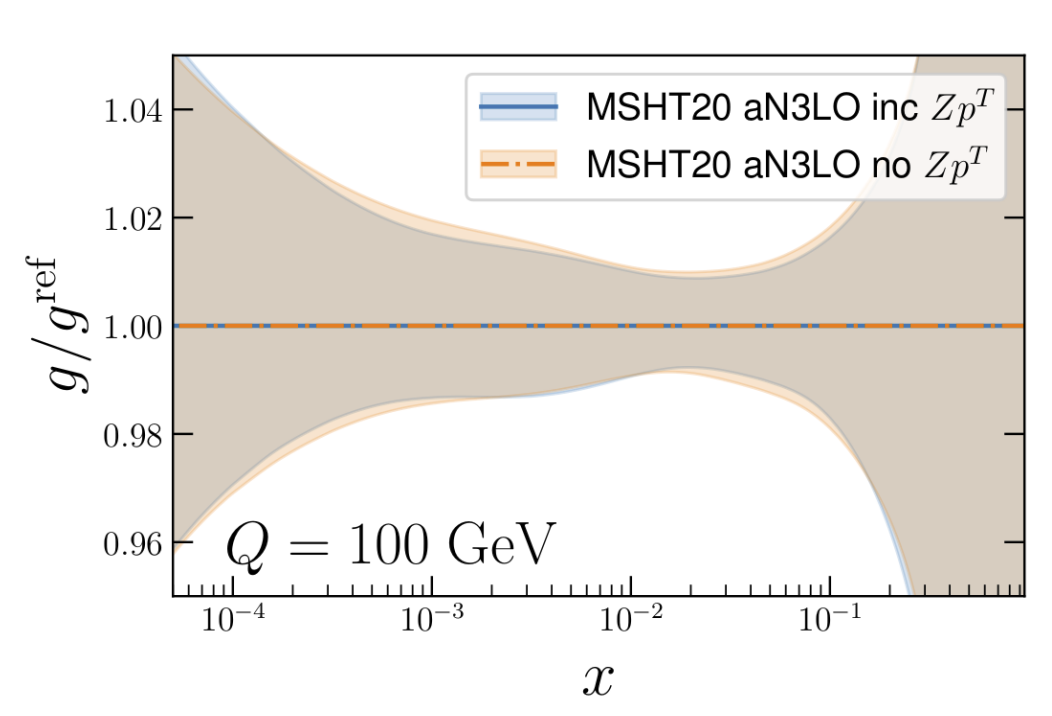 MSHT20 aN3LO inc $Zp^T$
MSHT20 aN3LO no $Zp^T$
1.04
1.02
1.00
0.98
0.96
$g/g^{\mathrm{ref}}$
$Q = 100$ GeV
$10^{-4}$ $10^{-3}$ $10^{-2}$ $10^{-1}$
$x$